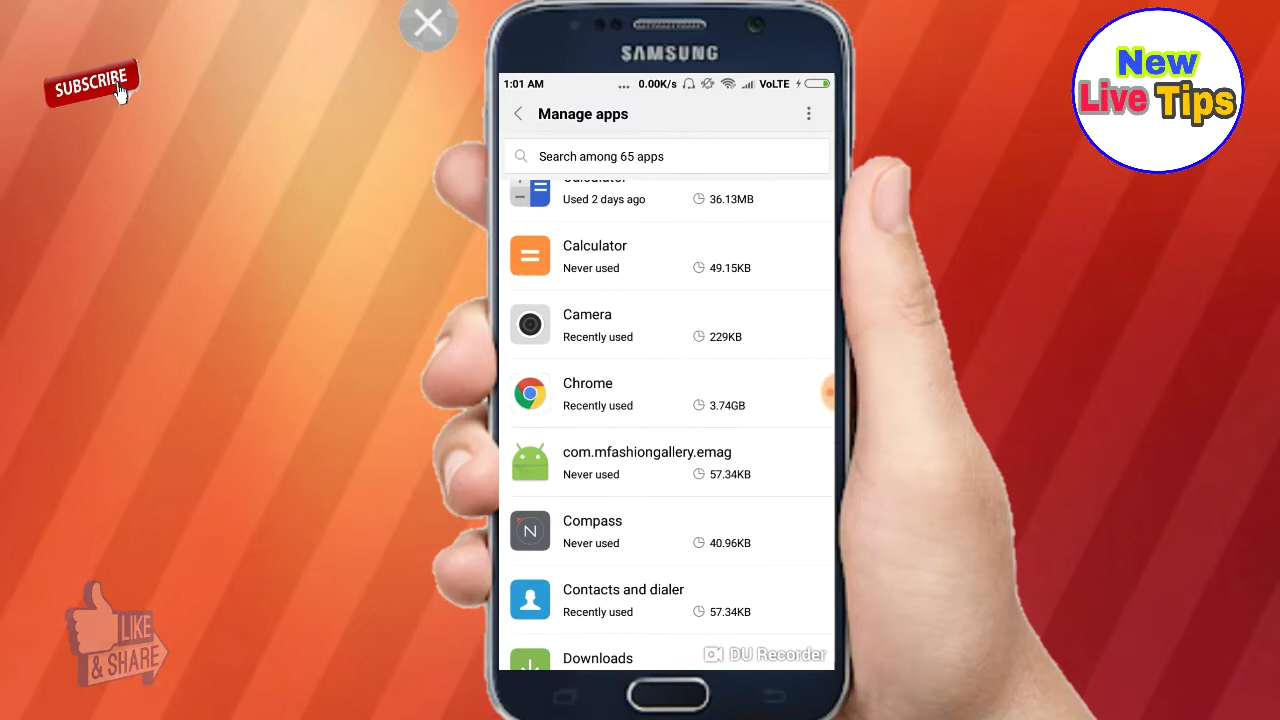 SUBSCRIBE
New
Live Tips
SAMSUNG
1:01 AM
... 0.00K/s VoLTE
Manage apps
Search among 65 apps
Calculator
Used 2 days ago 36.13MB
Calculator
Never used 49.15KB
Camera
Recently used 229KB
Chrome
Recently used 3.74GB
com.mfashiongallery.emag
Never used 57.34KB
N
Compass
Never used 40.96KB
Contacts and dialer
Recently used 57.34KB
Downloads
DU Recorder
LIKE
& SHARE